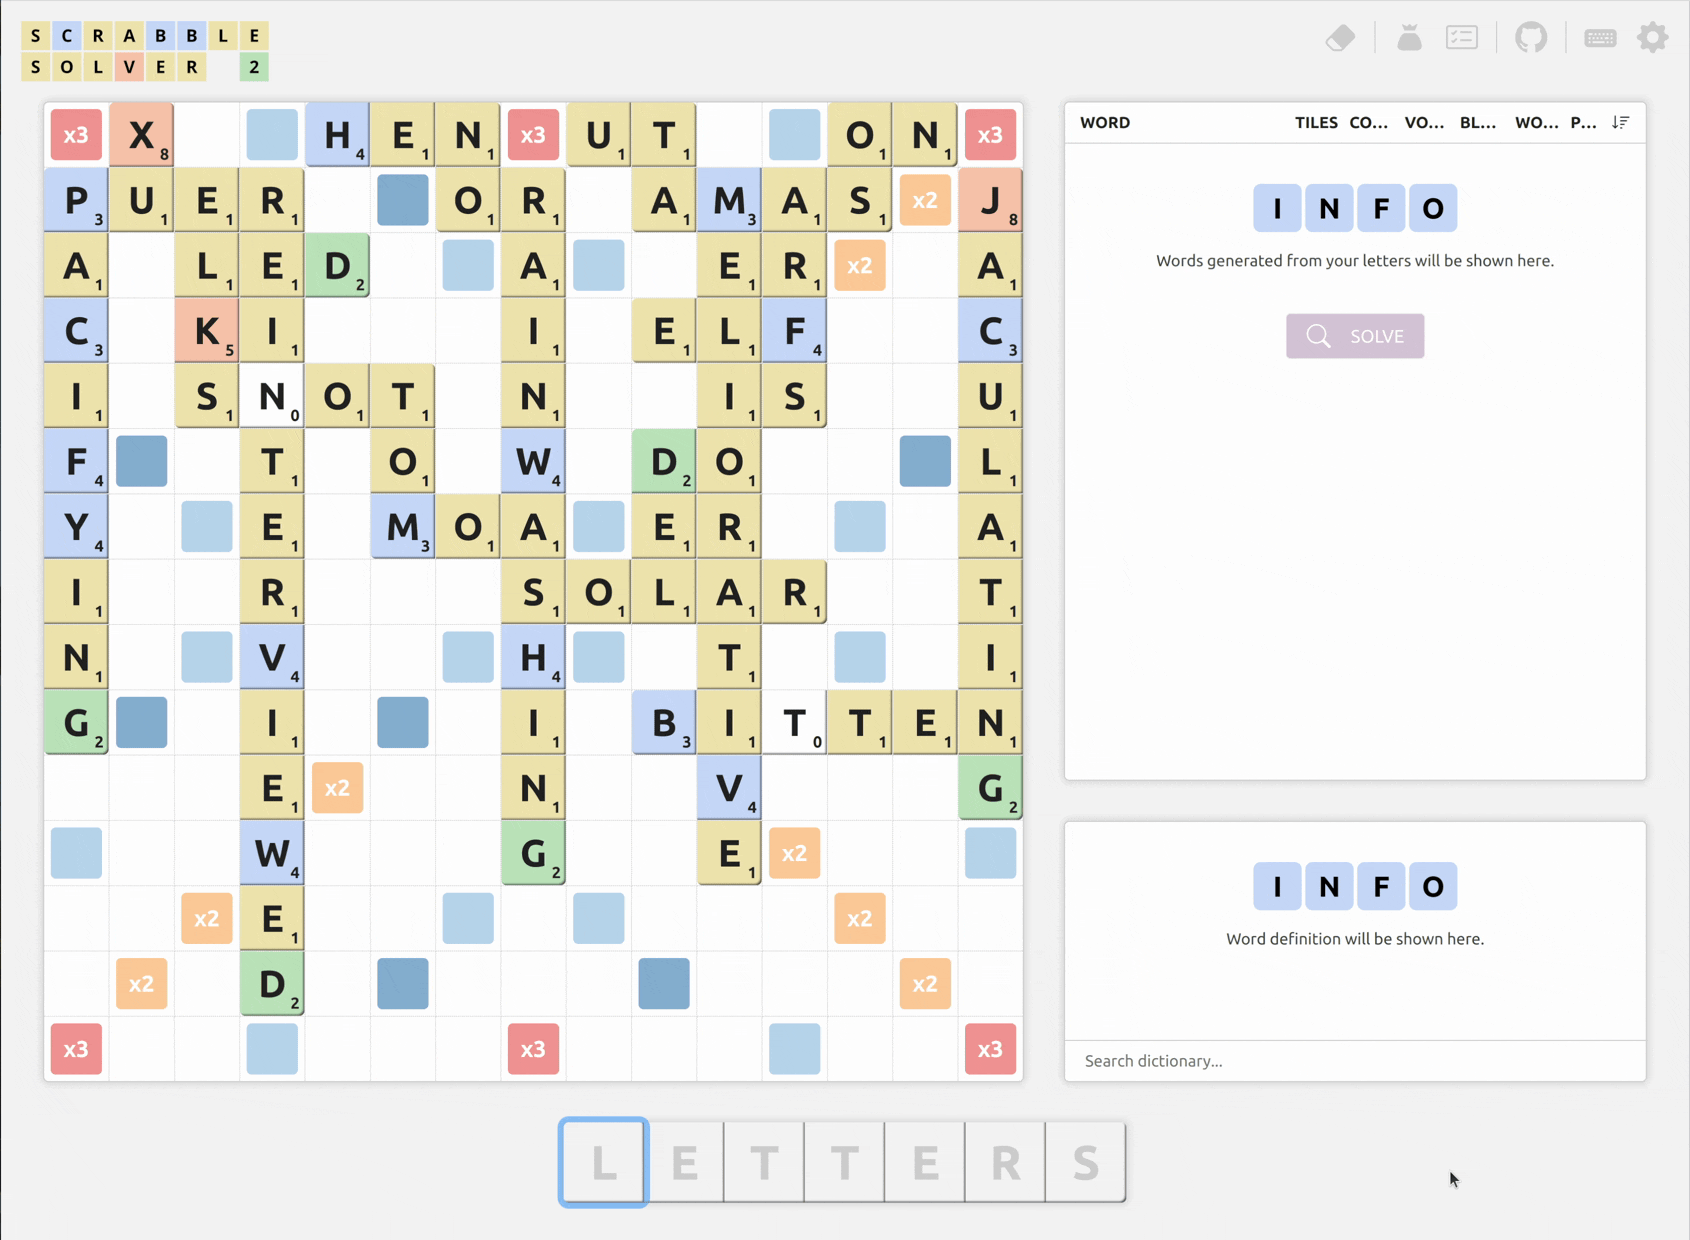 SCRABBLE
SOLVER 2
x3 X8 H4 E1 N1 x3 U1 T1 O1 N1 x3
P3 U1 E1 R1 O1 R1 A1 M3 A1 S1 x2 J8
A1 L1 E1 D2 A1 E1 R1 x2 A1
C3 K5 I1 I1 E1 L1 F4 C3
I1 S1 N0 O1 T1 N1 I1 S1 U1
F4 T1 O1 W4 D2 O1 L1
Y4 E1 M3 O1 A1 E1 R1 A1
I1 R1 S1 O1 L1 A1 R1 T1
N1 V4 H4 T1 I1
G2 I1 I1 B3 I1 T0 T1 E1 N1
E1 x2 N1 V4 G2
W4 G2 E1 x2
x2 E1 x2
x2 D2 x2
x3 x3 x3
WORD TILES CO... VO... BL... WO... P...
INFO
Words generated from your letters will be shown here.
SOLVE
INFO
Word definition will be shown here.
Search dictionary...
LETTERS